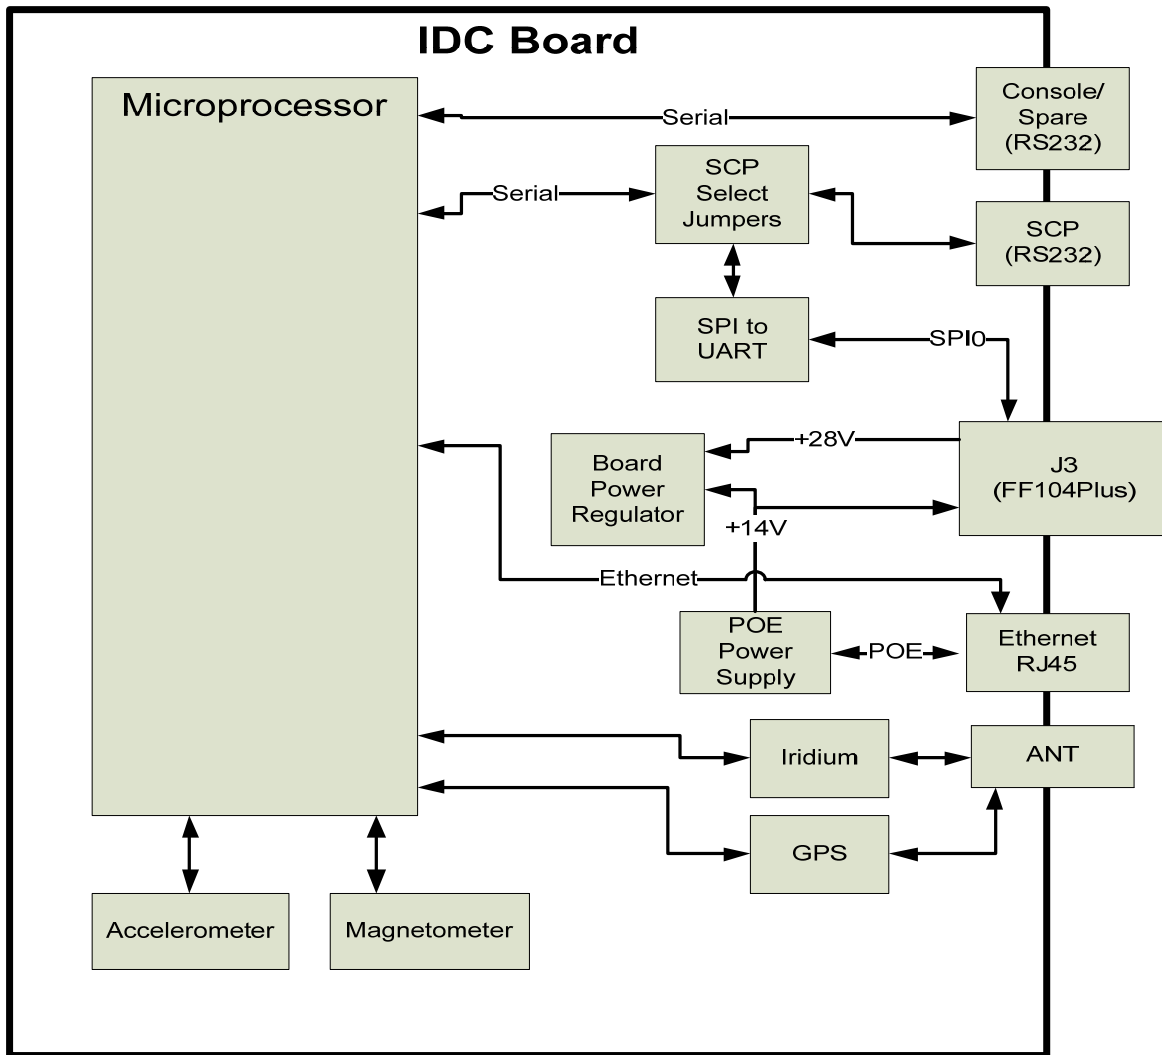 IDC Board
Microprocessor
Console/
Spare
(RS232)
Serial
SCP
Select
Jumpers
Serial
SCP
(RS232)
SPI to
UART
SPI0
+28V
Board
Power
Regulator
J3
(FF104Plus)
+14V
Ethernet
POE
Power
Supply
POE
Ethernet
RJ45
Iridium
ANT
GPS
Accelerometer
Magnetometer